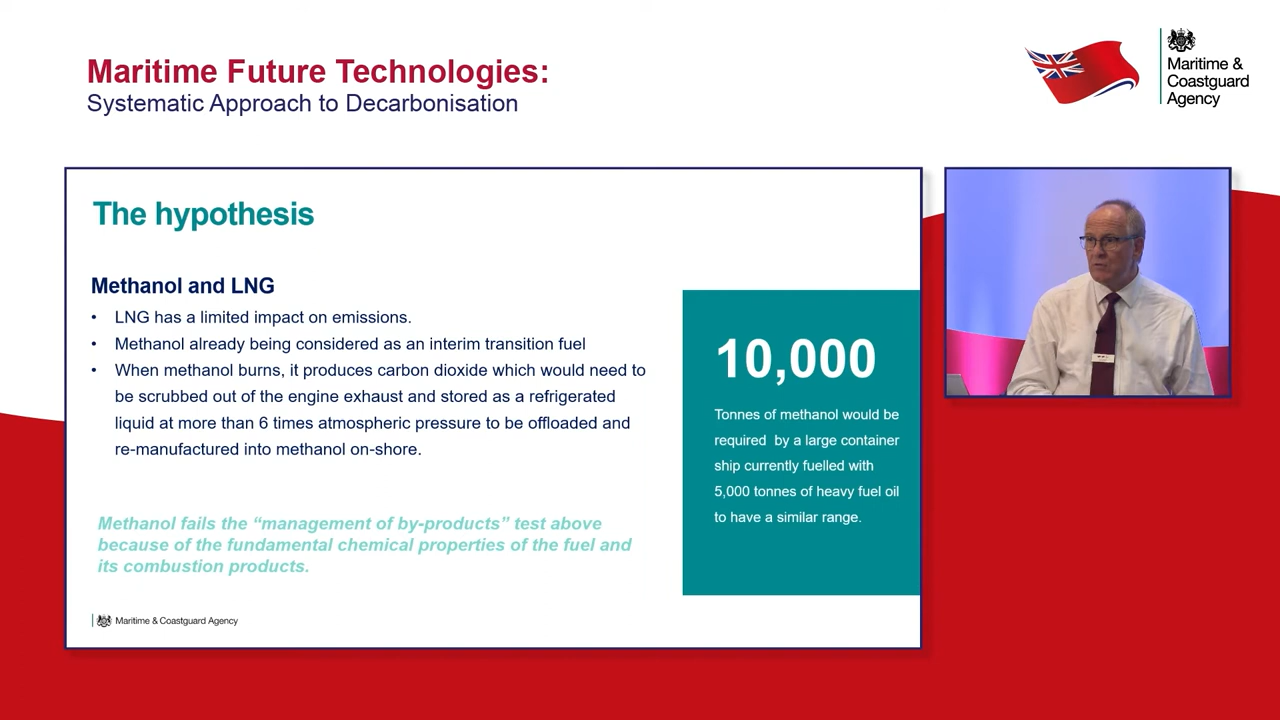 Maritime Future Technologies:
Systematic Approach to Decarbonisation
Maritime &
Coastguard
Agency
The hypothesis
Methanol and LNG
• LNG has a limited impact on emissions.
• Methanol already being considered as an interim transition fuel
• When methanol burns, it produces carbon dioxide which would need to
be scrubbed out of the engine exhaust and stored as a refrigerated
liquid at more than 6 times atmospheric pressure to be offloaded and
re-manufactured into methanol on-shore.
Methanol fails the “management of by-products” test above
because of the fundamental chemical properties of the fuel and
its combustion products.
10,000
Tonnes of methanol would be
required by a large container
ship currently fuelled with
5,000 tonnes of heavy fuel oil
to have a similar range.
Maritime & Coastguard Agency